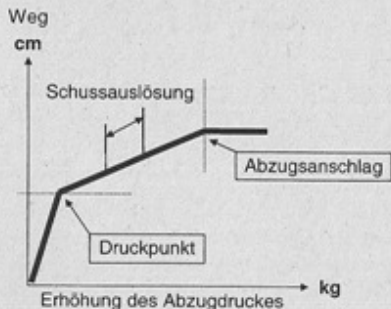 Weg
cm
Schussauslösung
Abzugsanschlag
Druckpunkt
kg
Erhöhung des Abzugdruckes